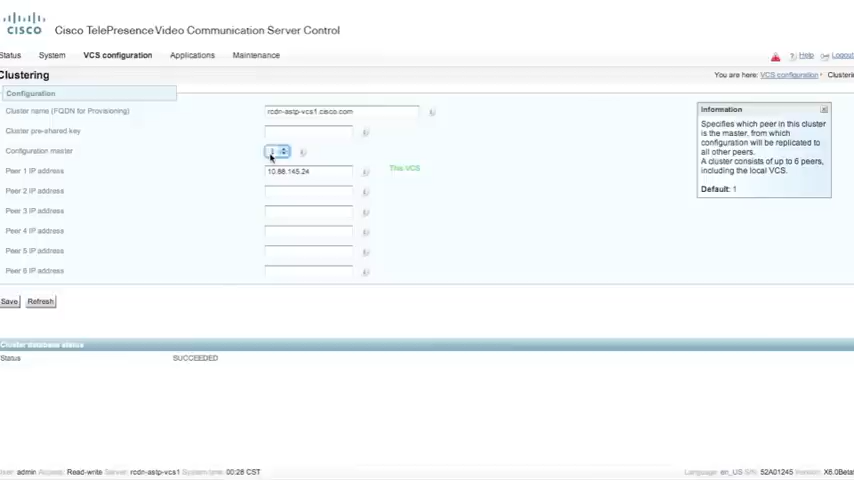 CISCO
Cisco TelePresence Video Communication Server Control
Status System VCS configuration Applications Maintenance Help Logout
Clustering You are here: VCS configuration Clusteri
Configuration
Cluster name (FQDN for Provisioning) rcdn-astp-vcs1.cisco.com
Cluster pre-shared key
Configuration master 1
Peer 1 IP address 10.88.145.24 This VCS
Peer 2 IP address
Peer 3 IP address
Peer 4 IP address
Peer 5 IP address
Peer 6 IP address
Information
Specifies which peer in this cluster
is the master, from which
configuration will be replicated to
all other peers.
A cluster consists of up to 6 peers,
including the local VCS.
Default: 1
Save Refresh
Cluster database status
Status SUCCEEDED
User: admin Access: Read-write Server: rcdn-astp-vcs1 System time: 00:28 CST Language: en_US S/N: 52A01245 Version: X6.0Beta